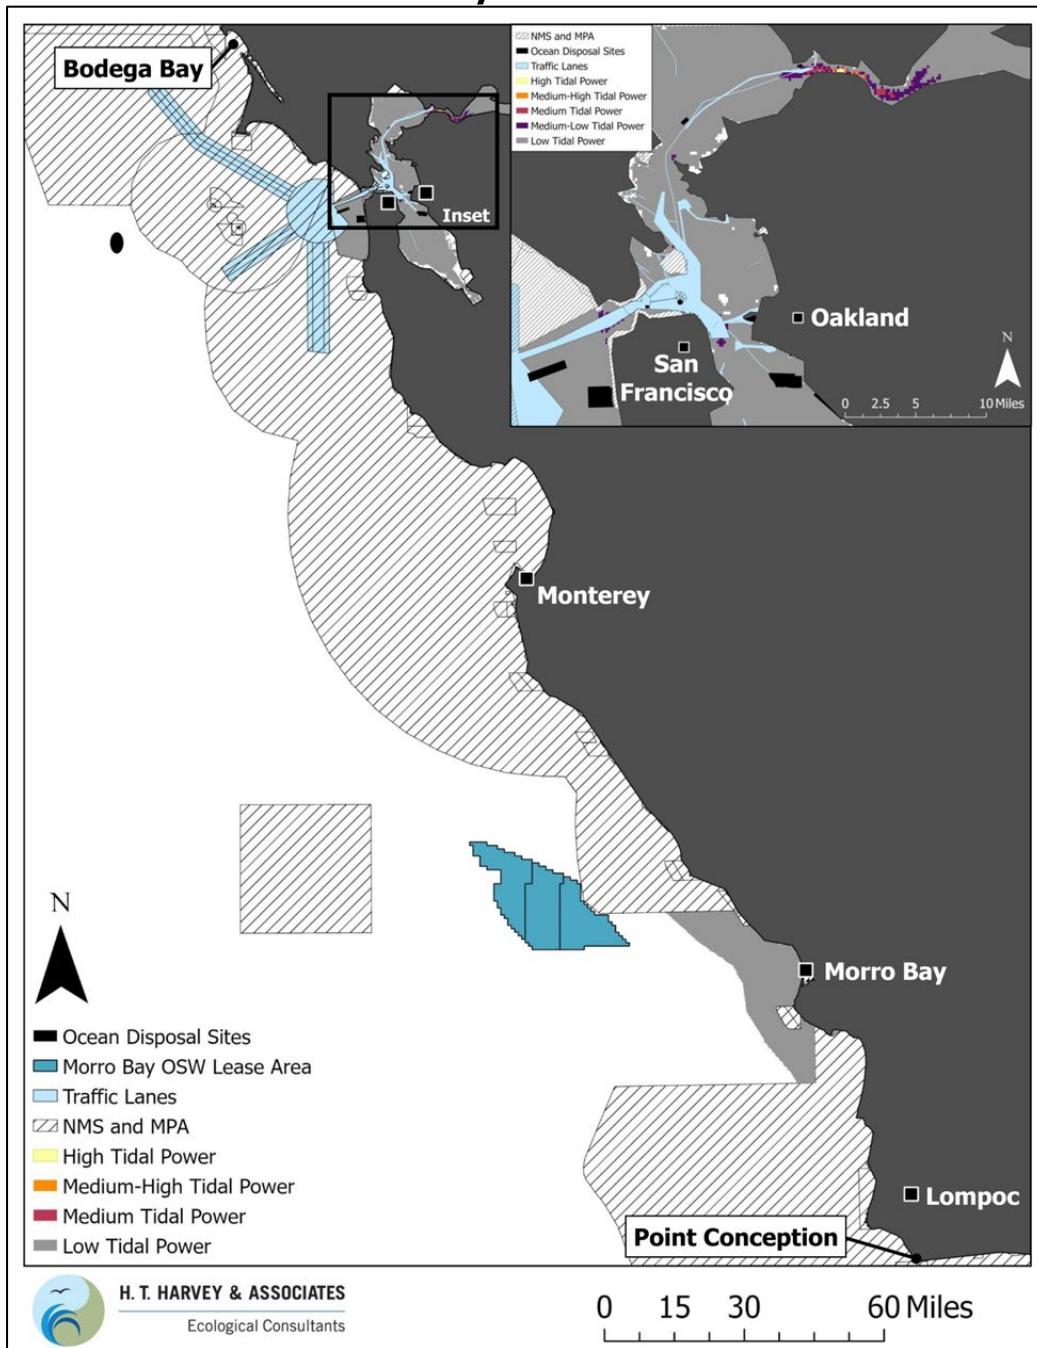 Bodega Bay
Inset
NMS and MPA
Ocean Disposal Sites
Traffic Lanes
High Tidal Power
Medium-High Tidal Power
Medium Tidal Power
Medium-Low Tidal Power
Low Tidal Power
Oakland
San
Francisco
N
0 2.5 5 10 Miles
Monterey
Morro Bay
Lompoc
Point Conception
N
Ocean Disposal Sites
Morro Bay OSW Lease Area
Traffic Lanes
NMS and MPA
High Tidal Power
Medium-High Tidal Power
Medium Tidal Power
Low Tidal Power
H. T. HARVEY & ASSOCIATES
Ecological Consultants
0 15 30 60 Miles